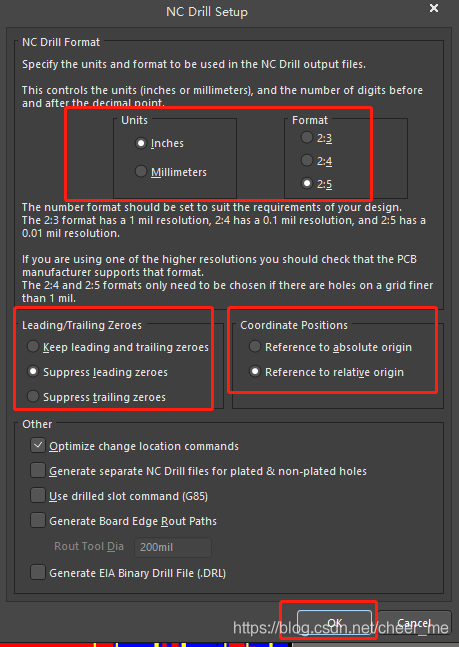 NC Drill Setup
NC Drill Format
Specify the units and format to be used in the NC Drill output files.
This controls the units (inches or millimeters), and the number of digits before
and after the decimal point.
Units
Format
Inches
2:3
2:4
Millimeters
2:5
The number format should be set to suit the requirements of your design.
The 2:3 format has a 1 mil resolution, 2:4 has a 0.1 mil resolution, and 2:5 has a
0.01 mil resolution.
If you are using one of the higher resolutions you should check that the PCB
manufacturer supports that format.
The 2:4 and 2:5 formats only need to be chosen if there are holes on a grid finer
than 1 mil.
Leading/Trailing Zeroes
Coordinate Positions
Keep leading and trailing zeroes
Reference to absolute origin
Suppress leading zeroes
Reference to relative origin
Suppress trailing zeroes
Other
Optimize change location commands
Generate separate NC Drill files for plated & non-plated holes
Use drilled slot command (G85)
Generate Board Edge Rout Paths
Rout Tool Dia 200mil
Generate EIA Binary Drill File (.DRL)
OK
Cancel
https://blog.csdn.net/cheer_me